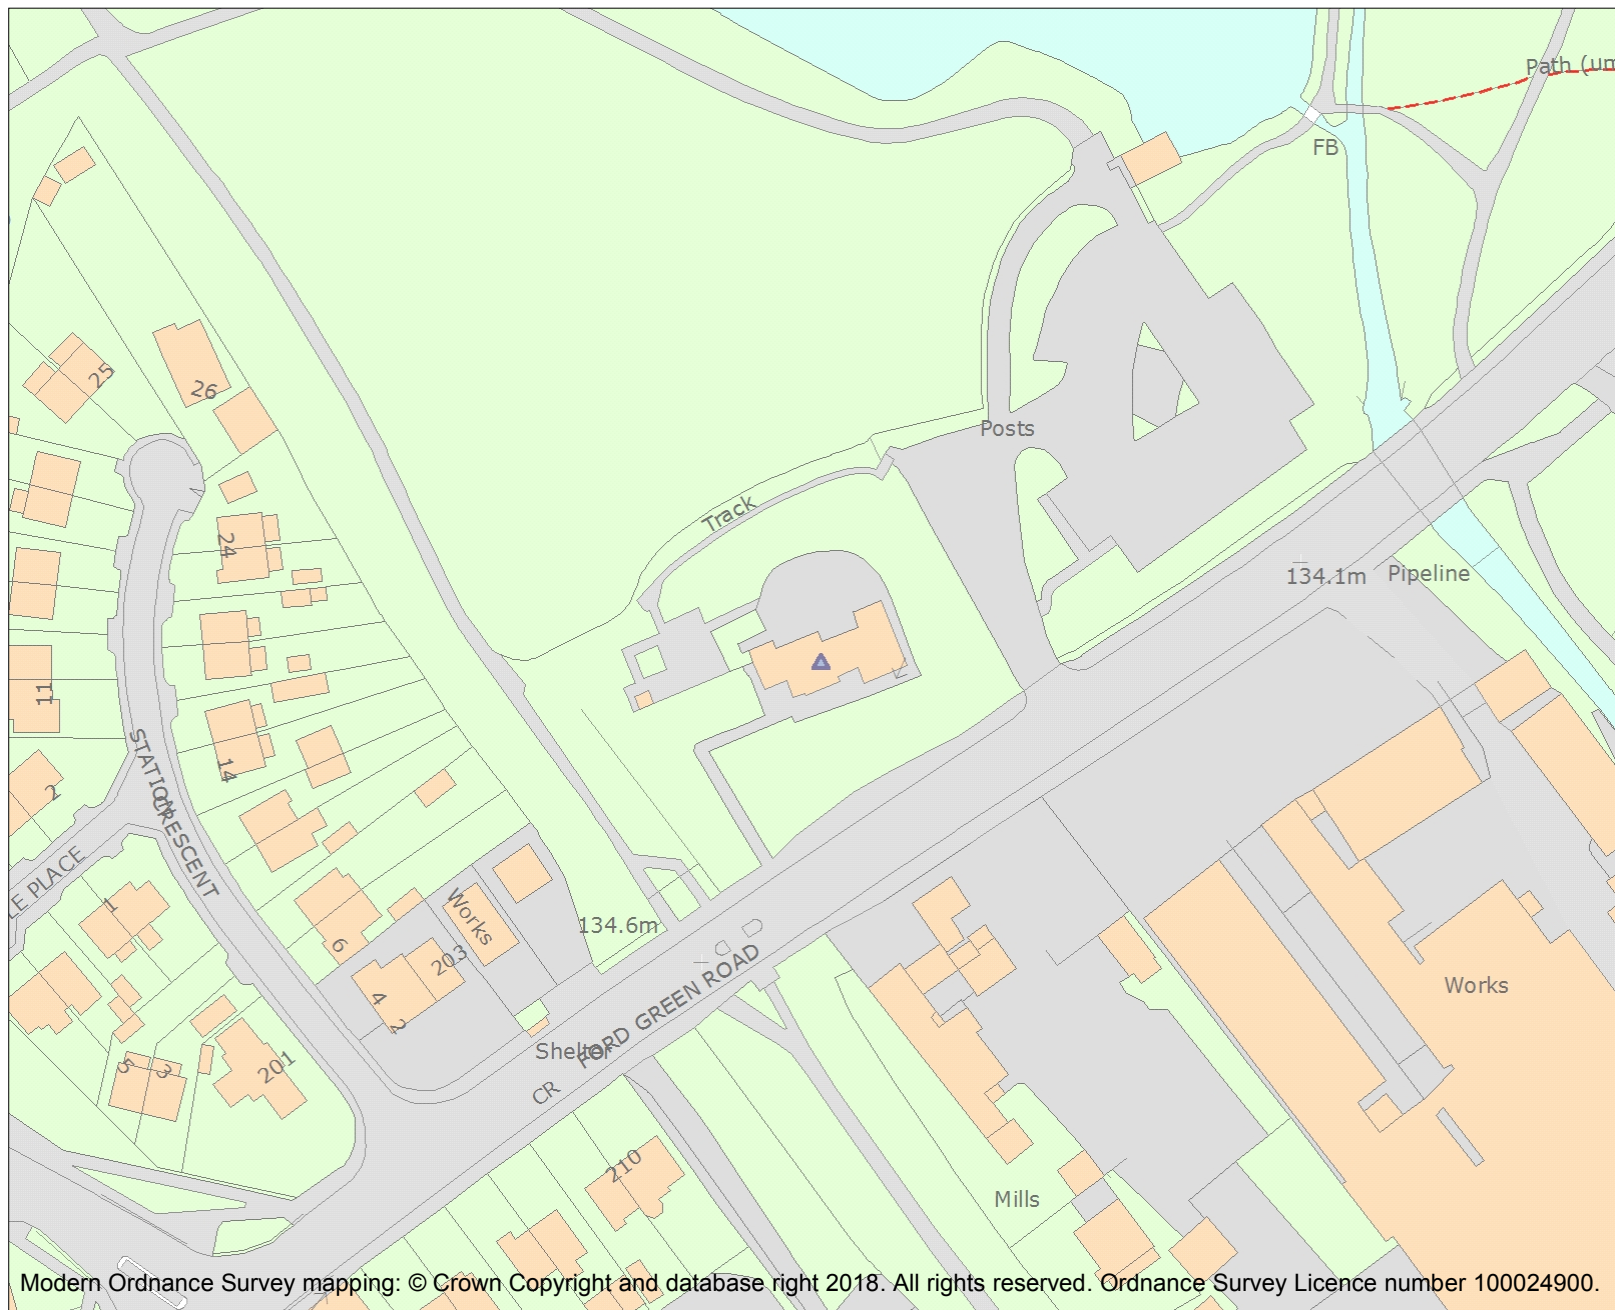 Path (um
FB
25
26
Posts
Track
24
134.1m
Pipeline
11
14
STATION
CRESCENT
2
LE PLACE
1
6
Works
203
134.6m
4
2
FORD GREEN ROAD
Works
Shelter
CR
5
3
201
210
Mills
Modern Ordnance Survey mapping: © Crown Copyright and database right 2018. All rights reserved. Ordnance Survey Licence number 100024900.